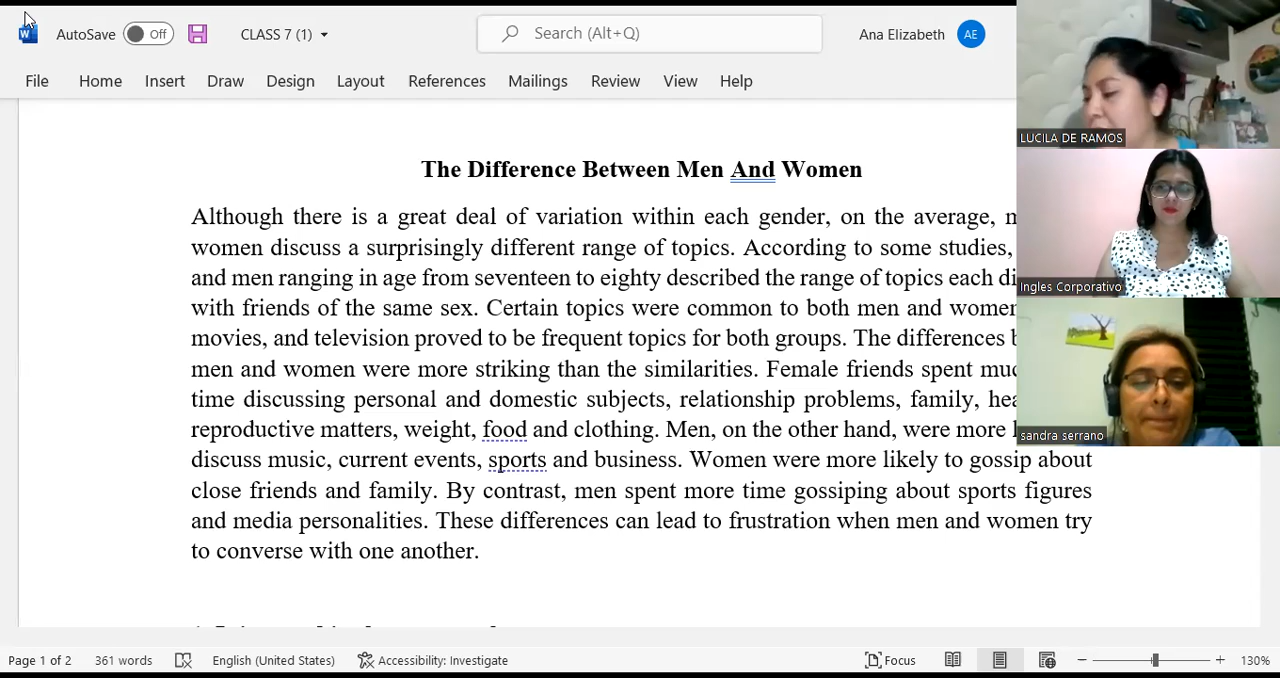 AutoSave Off CLASS 7 (1) Search (Alt+Q) Ana Elizabeth AE
File Home Insert Draw Design Layout References Mailings Review View Help
The Difference Between Men And Women
Although there is a great deal of variation within each gender, on the average,
women discuss a surprisingly different range of topics. According to some studies,
and men ranging in age from seventeen to eighty described the range of topics each
with friends of the same sex. Certain topics were common to both men and women
movies, and television proved to be frequent topics for both groups. The differences
men and women were more striking than the similarities. Female friends spent
time discussing personal and domestic subjects, relationship problems, family,
reproductive matters, weight, food and clothing. Men, on the other hand, were more
discuss music, current events, sports and business. Women were more likely to gossip about
close friends and family. By contrast, men spent more time gossiping about sports figures
and media personalities. These differences can lead to frustration when men and women try
to converse with one another.
LUCILA DE RAMOS
Ingles Corporativo
sandra serrano
Page 1 of 2 361 words English (United States) Accessibility: Investigate Focus 130%